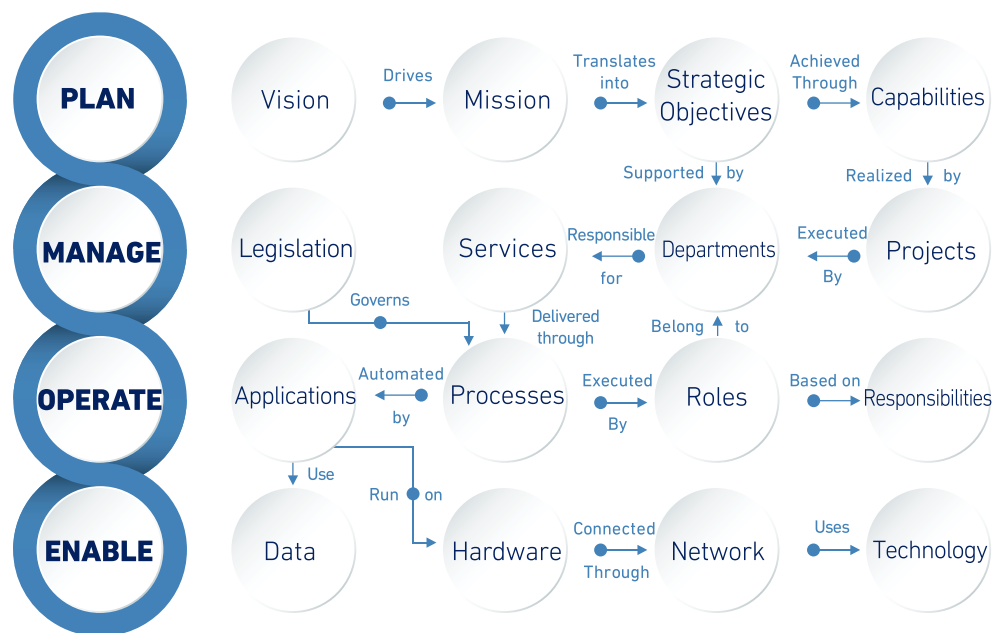 PLAN
Vision
Drives
Mission
Translates
into
Strategic
Objectives
Achieved
Through
Capabilities
Supported by
Realized by
MANAGE
Legislation
Services
Responsible
for
Departments
Executed
By
Projects
Governs
Delivered
through
Belong to
OPERATE
Applications
Automated
by
Processes
Executed
By
Roles
Based on
Responsibilities
Use
Run on
ENABLE
Data
Hardware
Connected
Through
Network
Uses
Technology